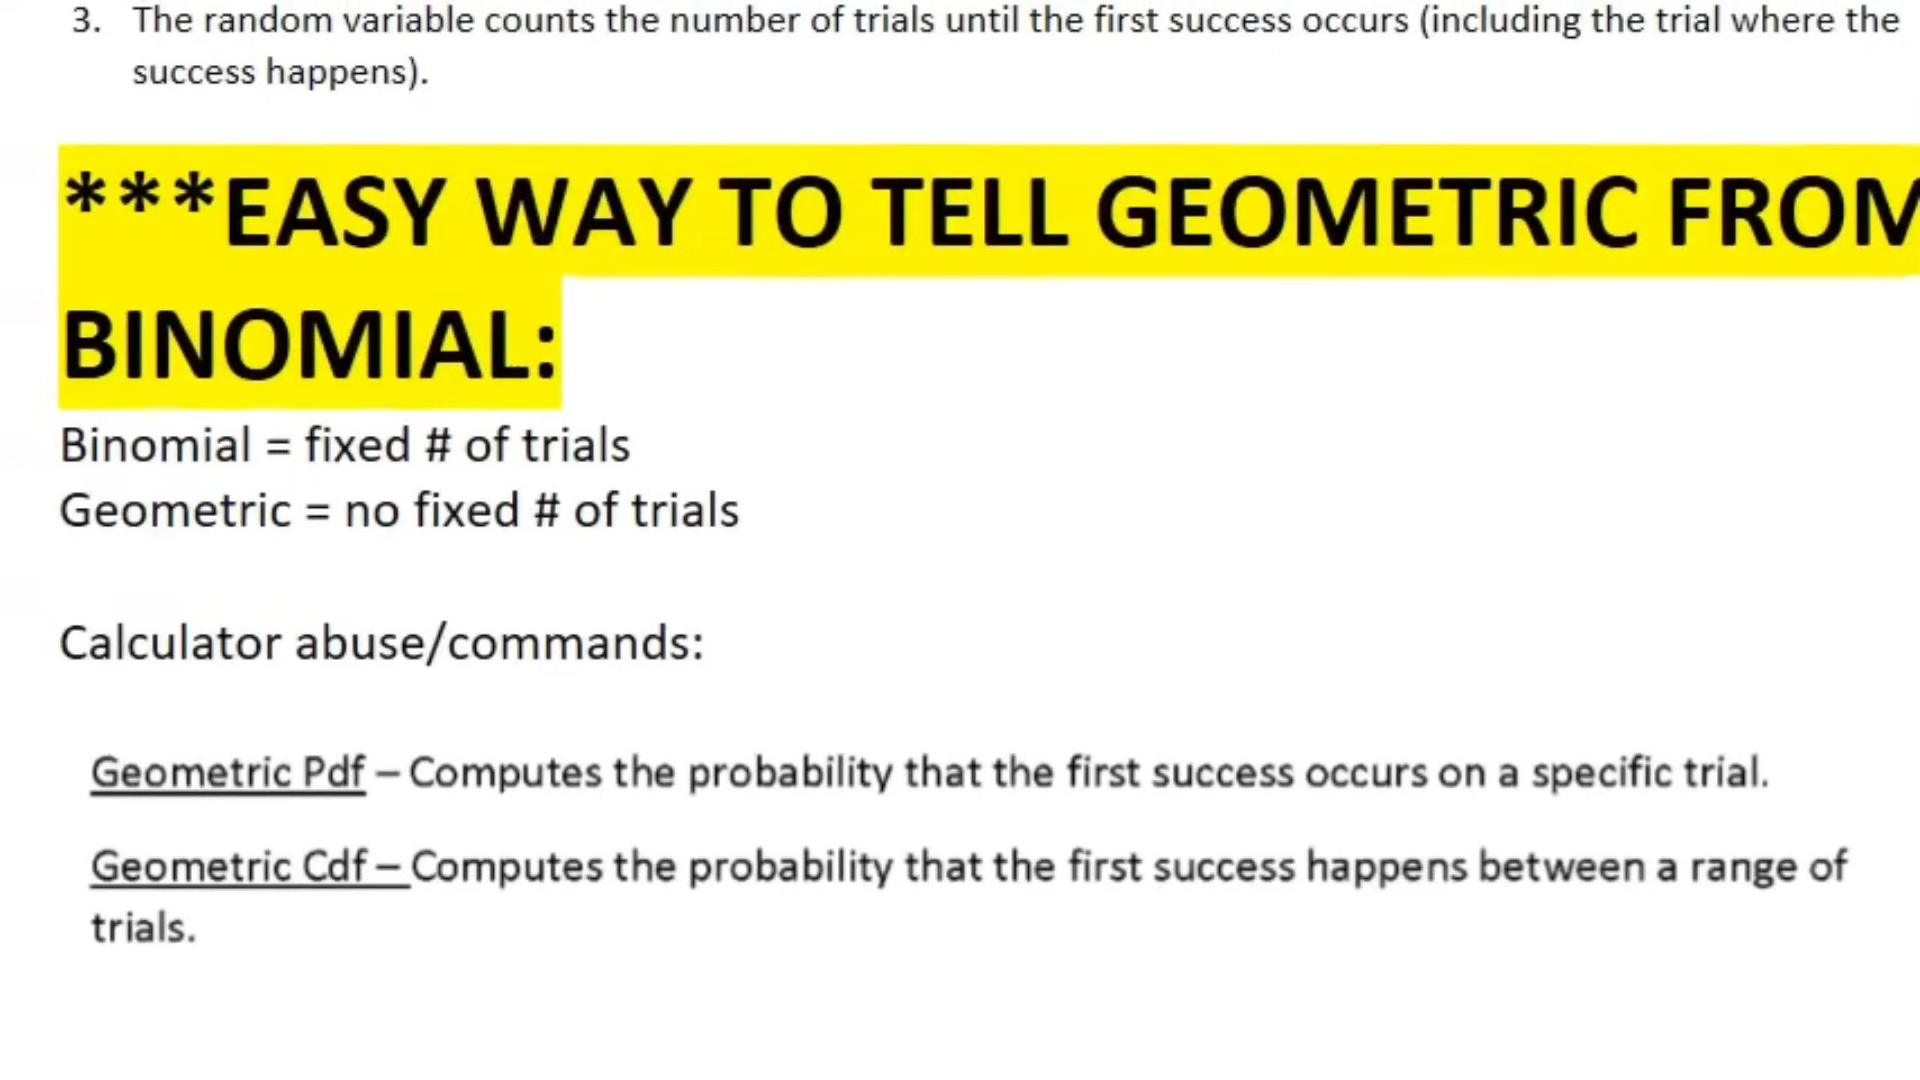 3. The random variable counts the number of trials until the first success occurs (including the trial where the
success happens).
***EASY WAY TO TELL GEOMETRIC FROM
BINOMIAL:
Binomial = fixed # of trials
Geometric = no fixed # of trials
Calculator abuse/commands:
Geometric Pdf – Computes the probability that the first success occurs on a specific trial.
Geometric Cdf – Computes the probability that the first success happens between a range of
trials.